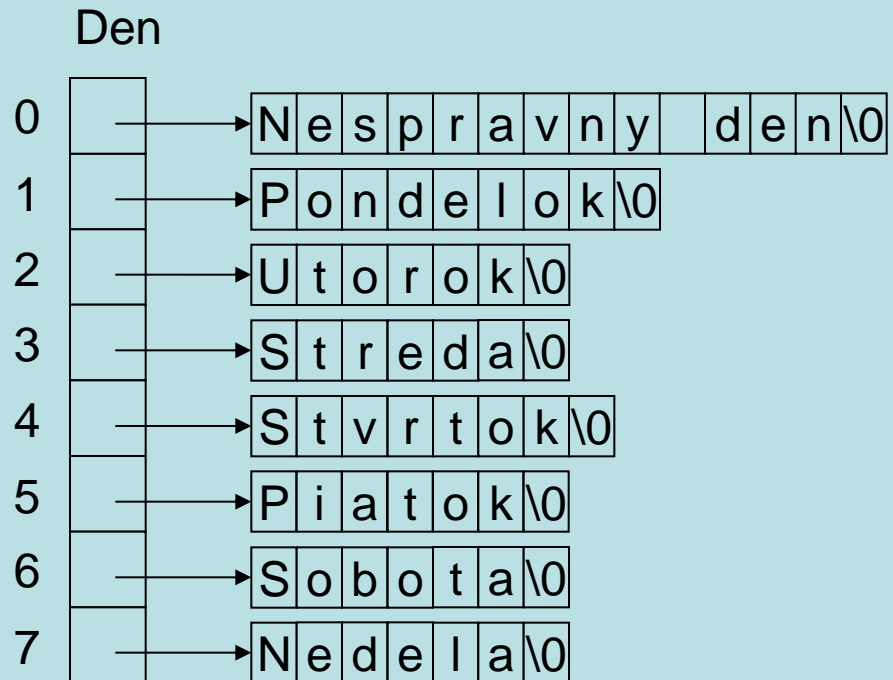 Den
0 Nespravny den\0
1 Pondelok\0
2 Utorok\0
3 Streda\0
4 Stvrtok\0
5 Piatok\0
6 Sobota\0
7 Nedela\0